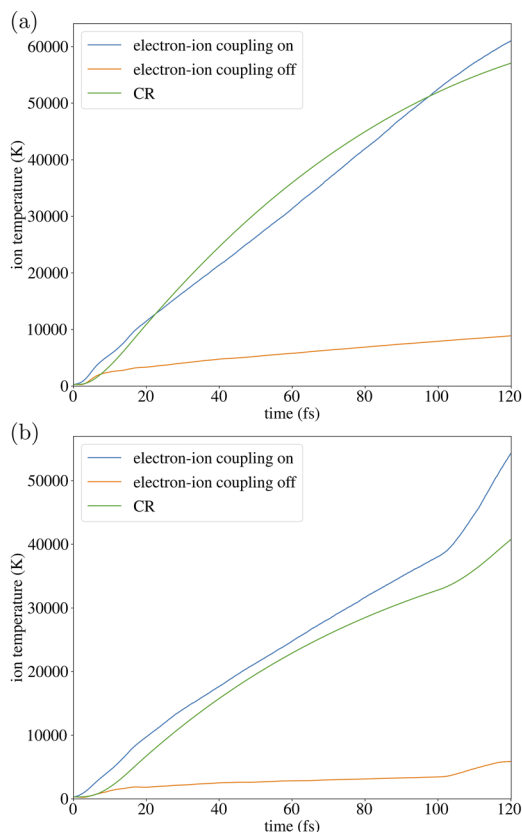 (a)
60000
50000
40000
30000
20000
10000
0
ion temperature (K)
electron-ion coupling on
electron-ion coupling off
CR
0 20 40 60 80 100 120
time (fs)
(b)
50000
40000
30000
20000
10000
0
ion temperature (K)
electron-ion coupling on
electron-ion coupling off
CR
0 20 40 60 80 100 120
time (fs)